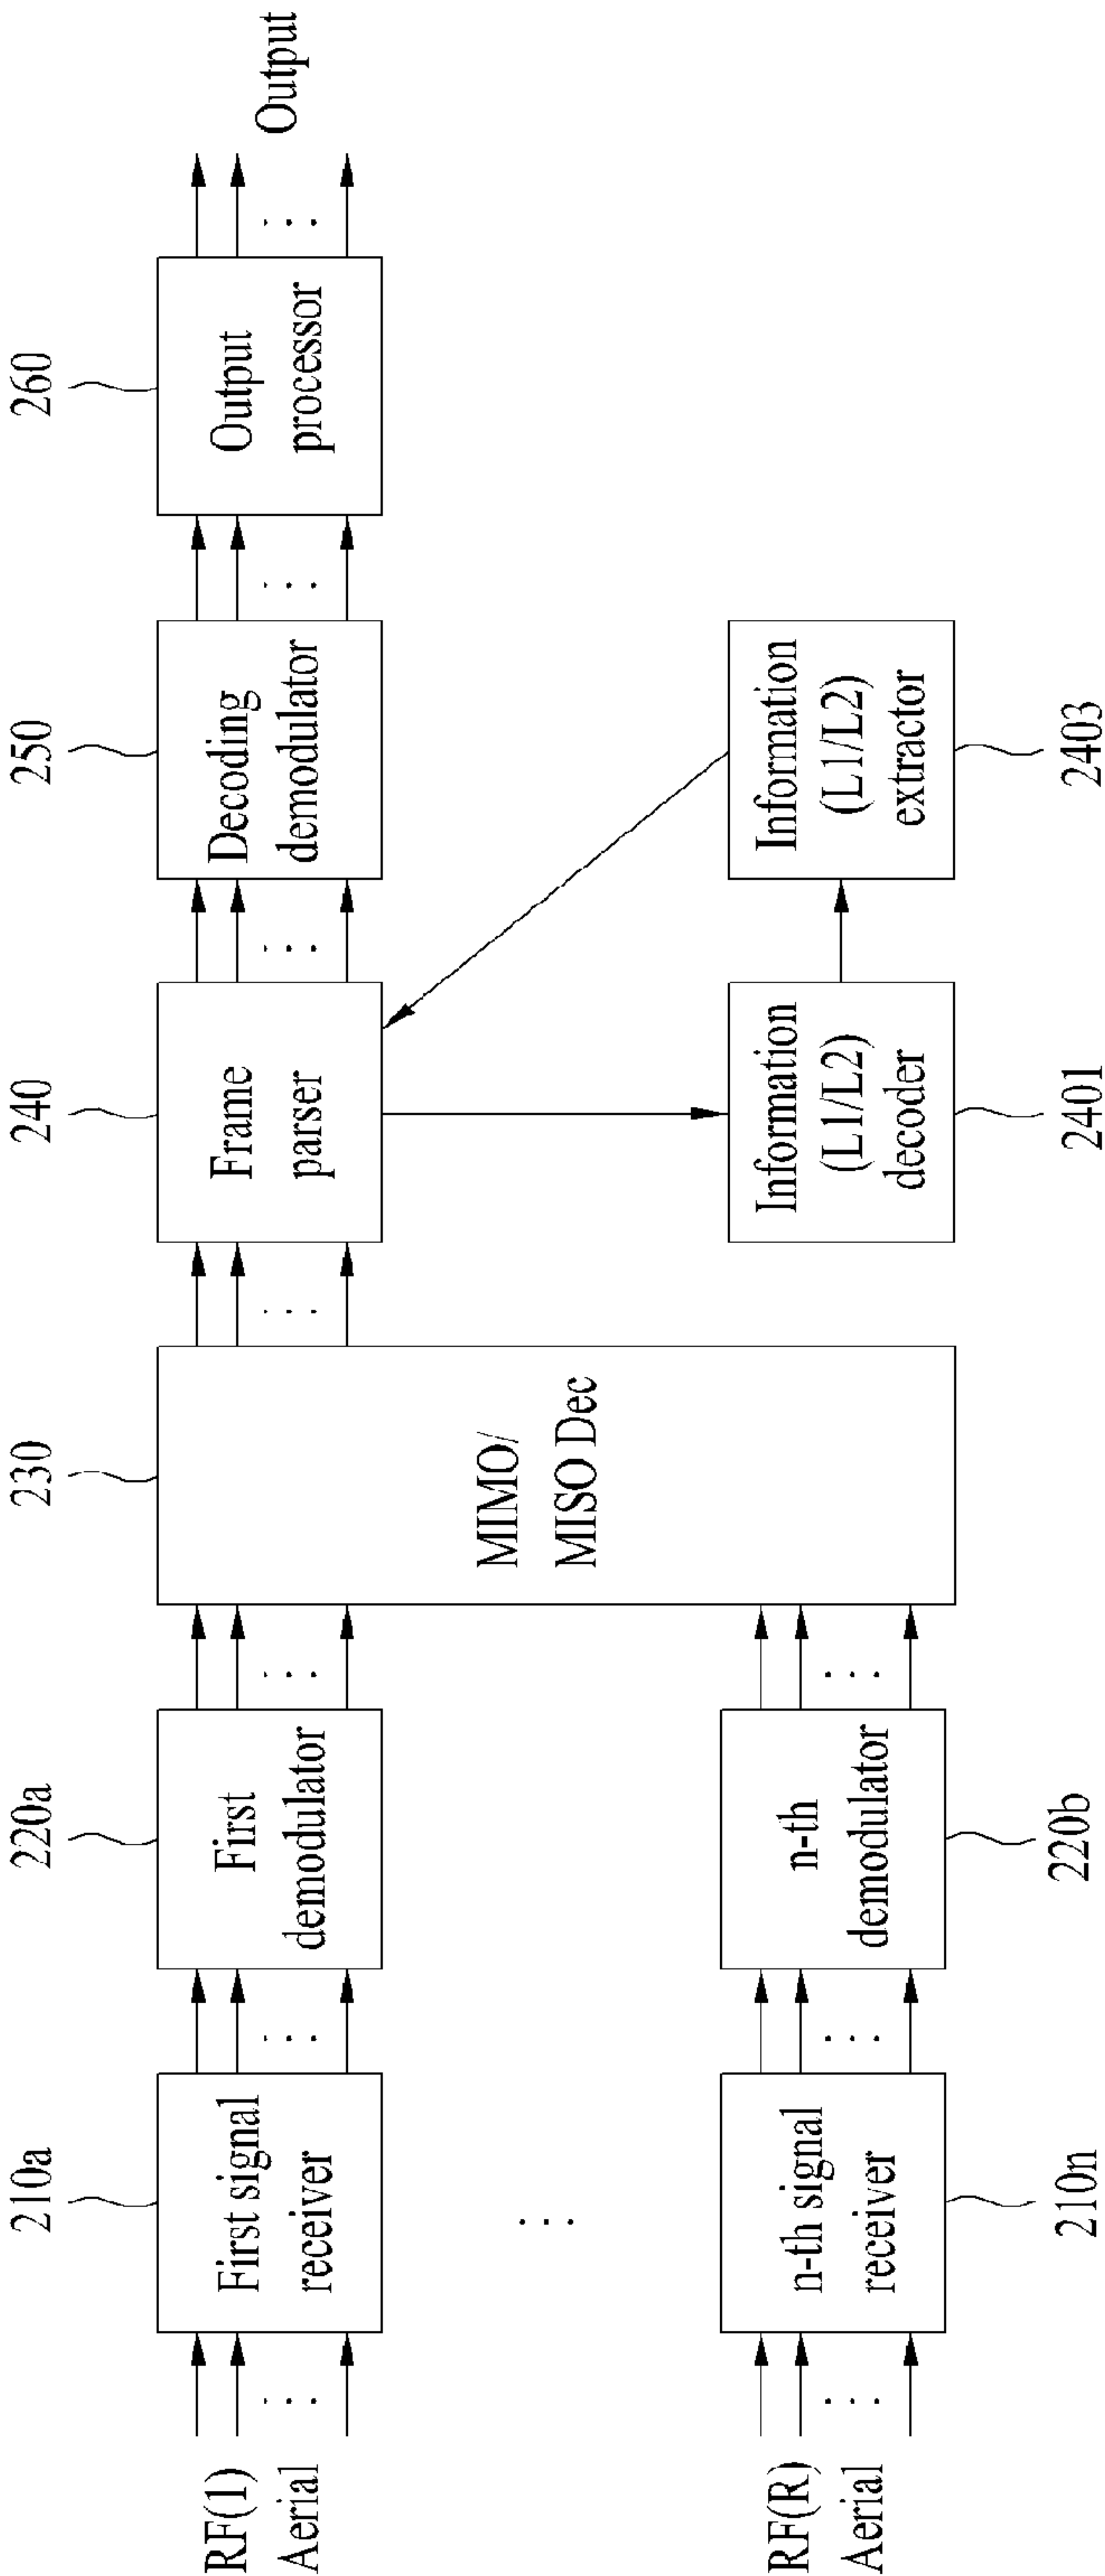 210a
220a
230
240
250
260
RF(1)
Aerial
First signal
receiver
First
demodulator
MIMO/
MISO Dec
Frame
parser
Decoding
demodulator
Output
processor
Output
RF(R)
Aerial
n-th signal
receiver
n-th
demodulator
Information
(L1/L2)
decoder
Information
(L1/L2)
extractor
210n
220b
2401
2403